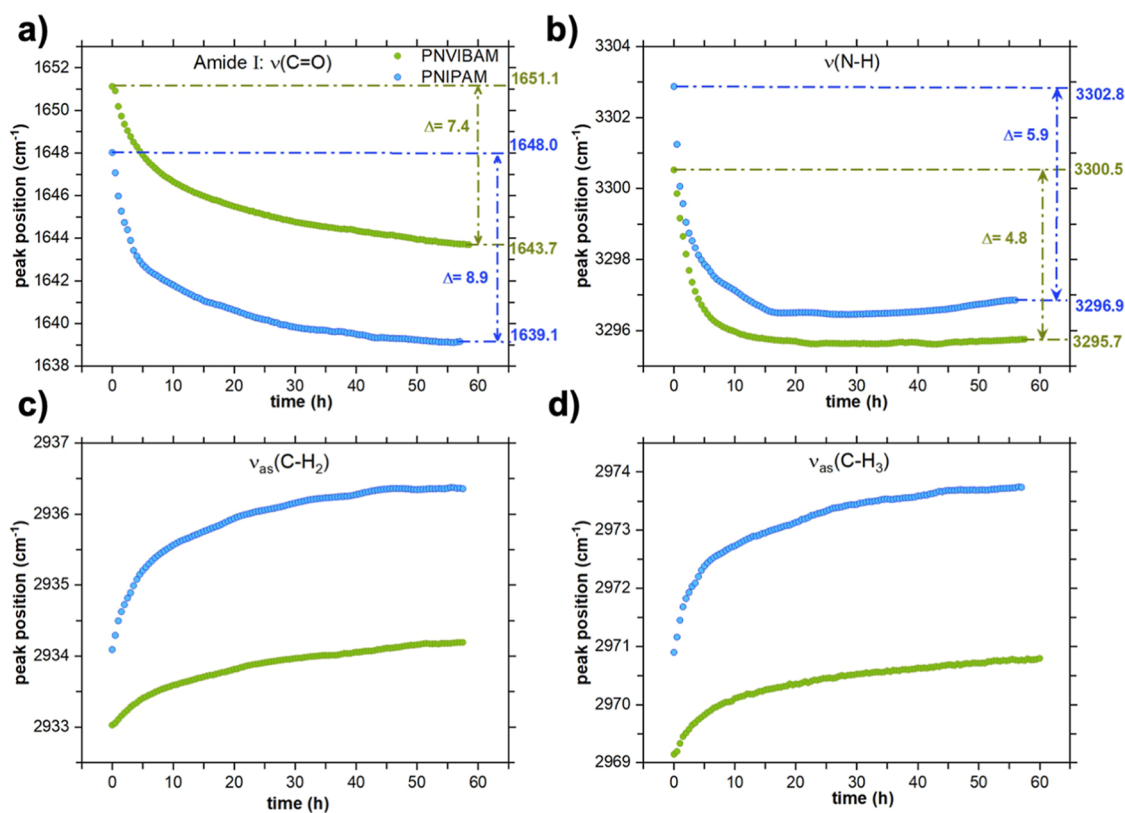 a)
Amide I: ν(C=O)
PNVIBAM
PNIPAM
1652
1650
1648
1646
1644
1642
1640
1638
peak position (cm⁻¹)
1651.1
Δ= 7.4
1648.0
1643.7
Δ= 8.9
1639.1
0 10 20 30 40 50 60
time (h)
b)
ν(N-H)
3304
3302
3300
3298
3296
peak position (cm⁻¹)
3302.8
Δ= 5.9
3300.5
Δ= 4.8
3296.9
3295.7
0 10 20 30 40 50 60
time (h)
c)
νas(C-H2)
2937
2936
2935
2934
2933
peak position (cm⁻¹)
0 10 20 30 40 50 60
time (h)
d)
νas(C-H3)
2974
2973
2972
2971
2970
2969
peak position (cm⁻¹)
0 10 20 30 40 50 60
time (h)